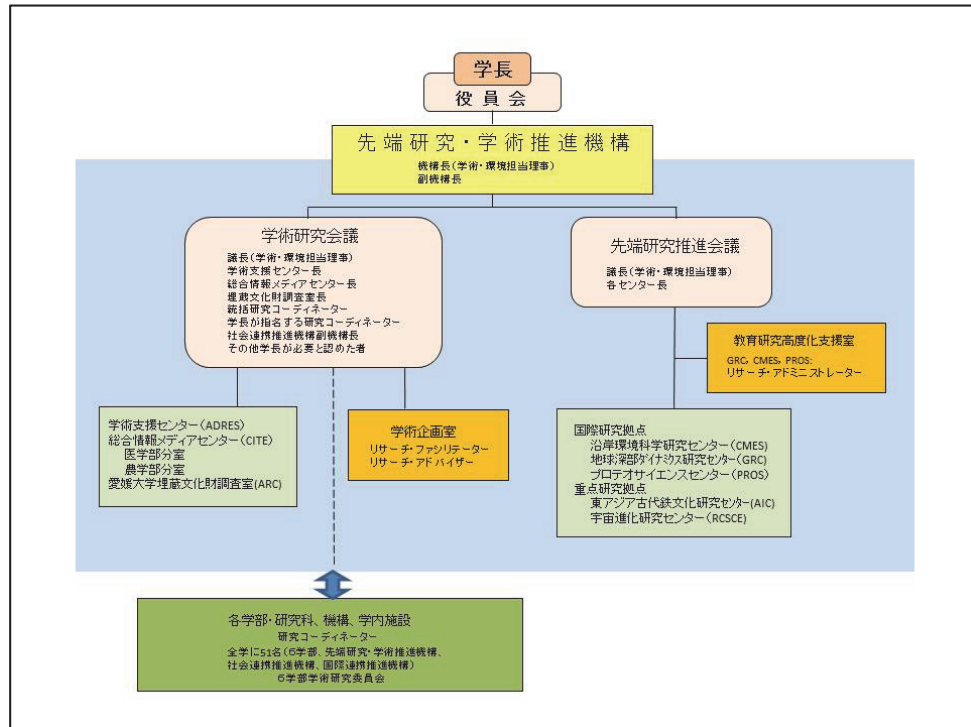 学長
役員会
先端研究・学術推進機構
機構長(学術・環境担当理事)
副機構長
学術研究会議
議長(学術・環境担当理事)
学術支援センター長
総合情報メディアセンター長
埋蔵文化財調査室長
統括研究コーディネーター
学長が指名する研究コーディネーター
社会連携推進機構副機構長
その他学長が必要と認めた者
先端研究推進会議
議長(学術・環境担当理事)
各センター長
教育研究高度化支援室
GRC, CMES, PROS:
リサーチ・アドミニストレーター
学術支援センター(ADRES)
総合情報メディアセンター(CITE)
医学部分室
農学部分室
愛媛大学埋蔵文化財調査室(ARC)
学術企画室
リサーチ・ファシリテーター
リサーチ・アドバイザー
国際研究拠点
沿岸環境科学研究センター(CMES)
地球深部ダイナミクス研究センター(GRC)
プロテオサイエンスセンター(PROS)
重点研究拠点
東アジア古代鉄文化研究センター(AIC)
宇宙進化研究センター(RCSCE)
各学部・研究科、機構、学内施設
研究コーディネーター
全学に51名(6学部、先端研究・学術推進機構、
社会連携推進機構、国際連携推進機構)
6学部学術研究委員会